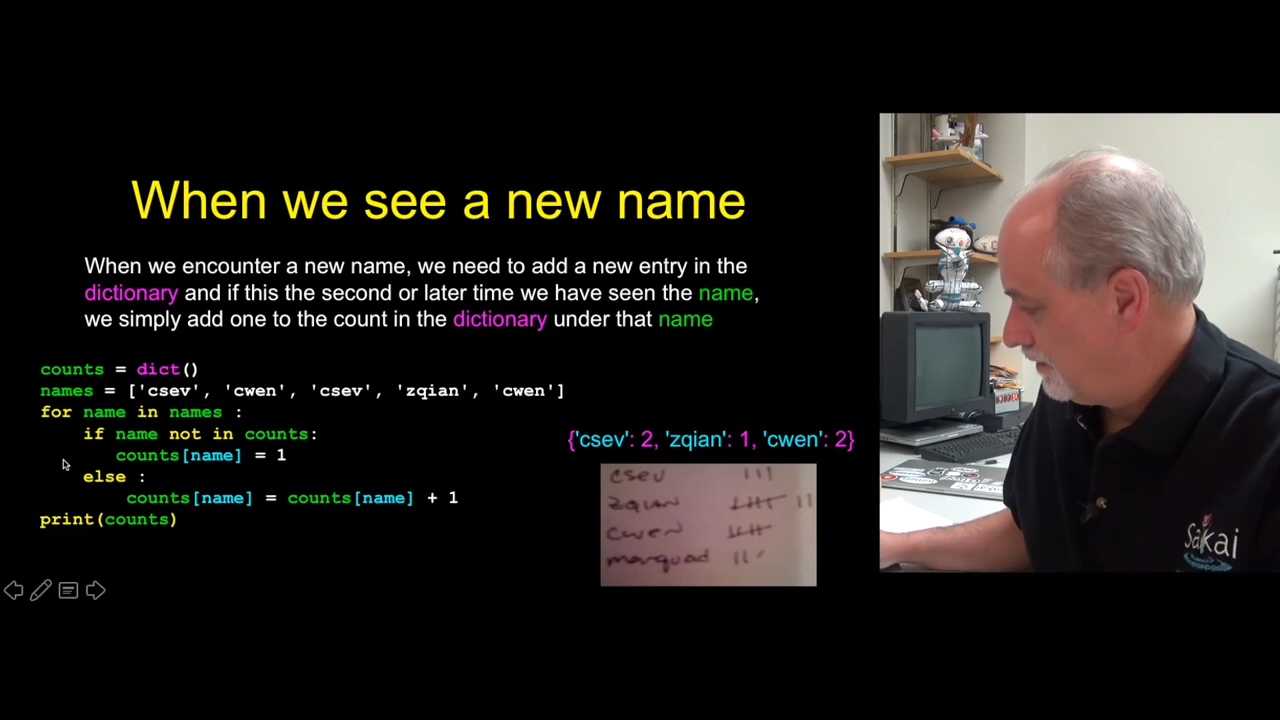 When we see a new name
When we encounter a new name, we need to add a new entry in the
dictionary and if this the second or later time we have seen the name,
we simply add one to the count in the dictionary under that name
counts = dict()
names = ['csev', 'cwen', 'csev', 'zqian', 'cwen']
for name in names :
    if name not in counts:
       counts[name] = 1
    else :
        counts[name] = counts[name] + 1
print(counts)
{'csev': 2, 'zqian': 1, 'cwen': 2}
csev
zqian
cwen
marquad
Sakai